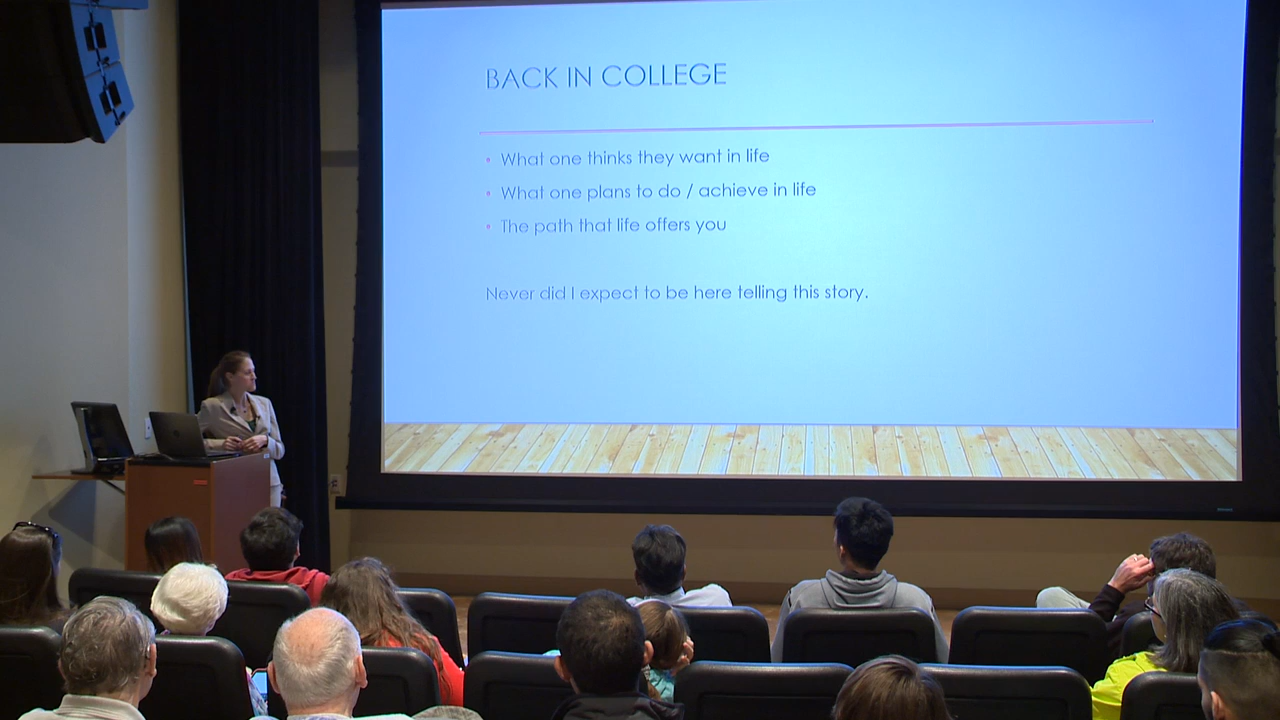 BACK IN COLLEGE
What one thinks they want in life
What one plans to do / achieve in life
The path that life offers you
Never did I expect to be here telling this story.